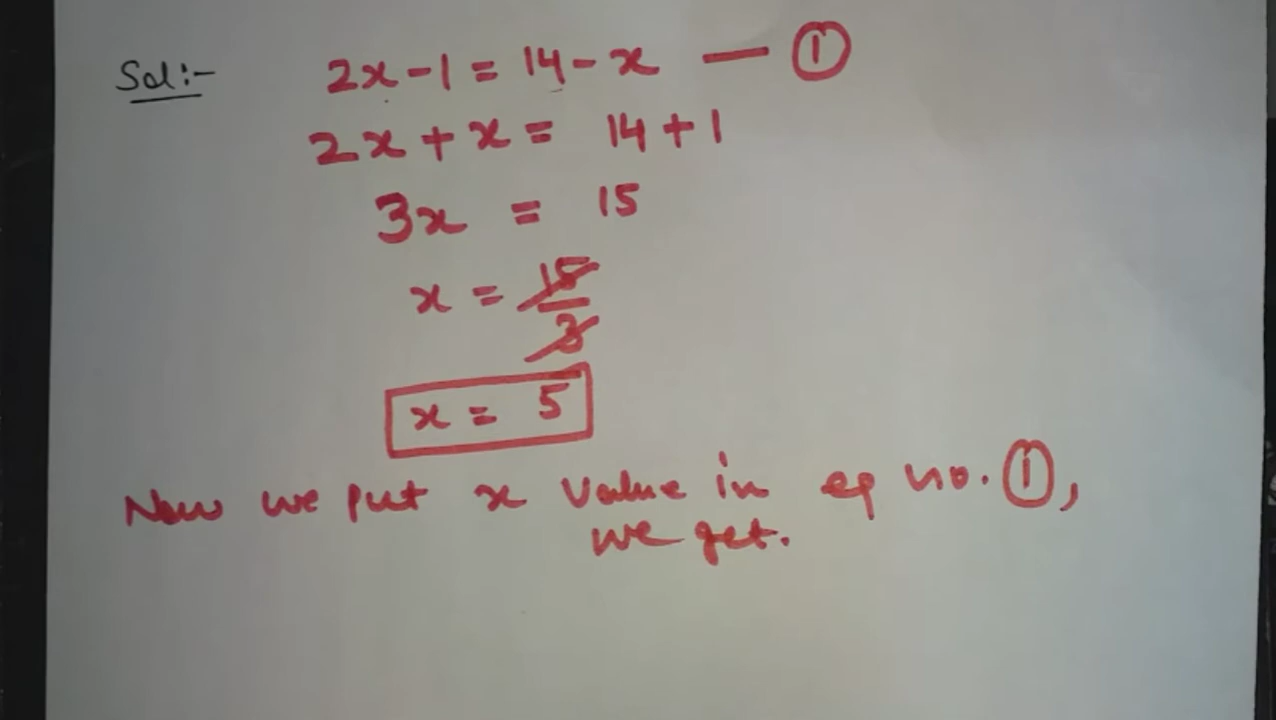 Sol:-
2x-1 = 14-x — ①
2x+x = 14+1
3x = 15
x = 15/3
x = 5
Now we put x value in eq no. ①,
we get.